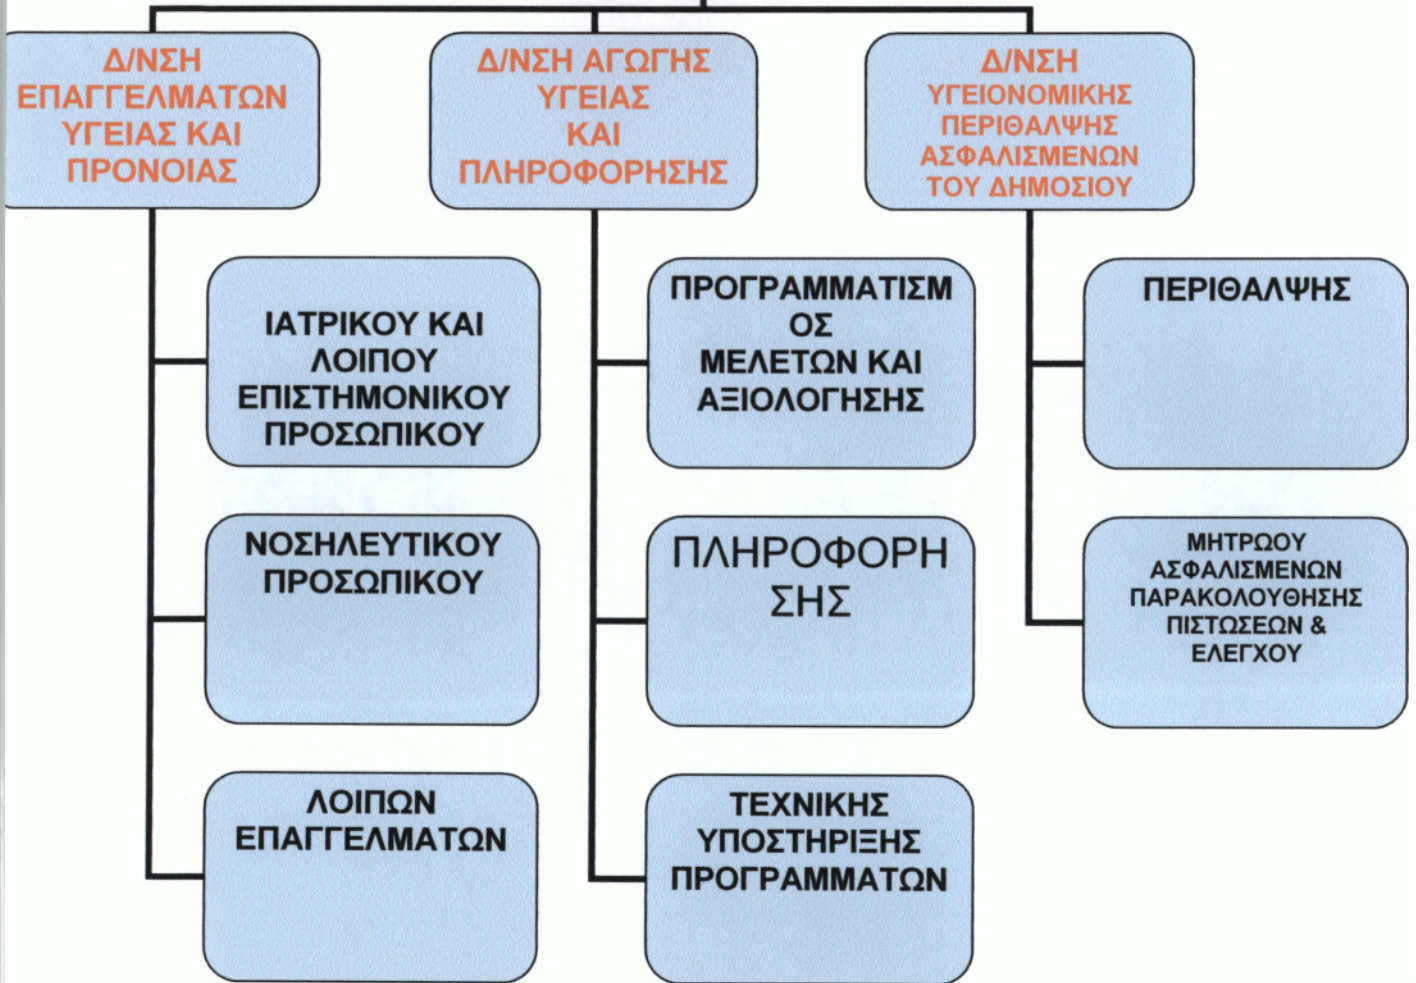 Δ/ΝΣΗ
ΕΠΑΓΓΕΛΜΑΤΩΝ
ΥΓΕΙΑΣ ΚΑΙ
ΠΡΟΝΟΙΑΣ
Δ/ΝΣΗ ΑΓΩΓΗΣ
ΥΓΕΙΑΣ
ΚΑΙ
ΠΛΗΡΟΦΟΡΗΣΗΣ
Δ/ΝΣΗ
ΥΓΕΙΟΝΟΜΙΚΗΣ
ΠΕΡΙΘΑΛΨΗΣ
ΑΣΦΑΛΙΣΜΕΝΩΝ
ΤΟΥ ΔΗΜΟΣΙΟΥ
ΙΑΤΡΙΚΟΥ ΚΑΙ
ΛΟΙΠΟΥ
ΕΠΙΣΤΗΜΟΝΙΚΟΥ
ΠΡΟΣΩΠΙΚΟΥ
ΠΡΟΓΡΑΜΜΑΤΙΣΜ
ΟΣ
ΜΕΛΕΤΩΝ ΚΑΙ
ΑΞΙΟΛΟΓΗΣΗΣ
ΠΕΡΙΘΑΛΨΗΣ
ΝΟΣΗΛΕΥΤΙΚΟΥ
ΠΡΟΣΩΠΙΚΟΥ
ΠΛΗΡΟΦΟΡΗ
ΣΗΣ
ΜΗΤΡΩΟΥ
ΑΣΦΑΛΙΣΜΕΝΩΝ
ΠΑΡΑΚΟΛΟΥΘΗΣΗΣ
ΠΙΣΤΩΣΕΩΝ &
ΕΛΕΓΧΟΥ
ΛΟΙΠΩΝ
ΕΠΑΓΓΕΛΜΑΤΩΝ
ΤΕΧΝΙΚΗΣ
ΥΠΟΣΤΗΡΙΞΗΣ
ΠΡΟΓΡΑΜΜΑΤΩΝ